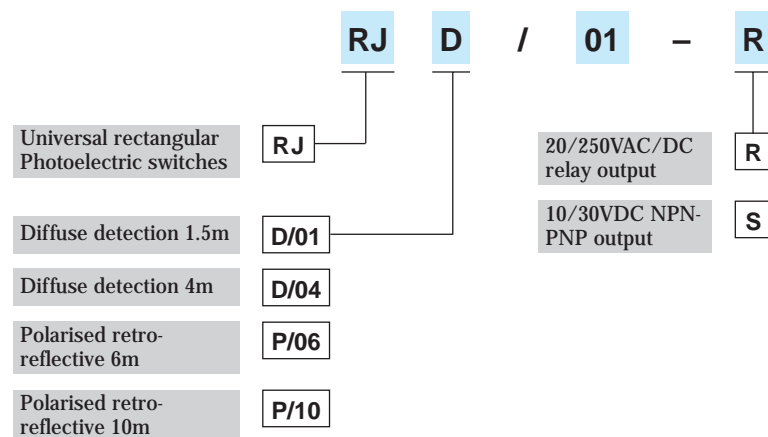 RJ D / 01 – R
Universal rectangular
Photoelectric switches
RJ
20/250VAC/DC
relay output
R
10/30VDC NPN-
PNP output
S
Diffuse detection 1.5m
D/01
Diffuse detection 4m
D/04
Polarised retro-
reflective 6m
P/06
Polarised retro-
reflective 10m
P/10